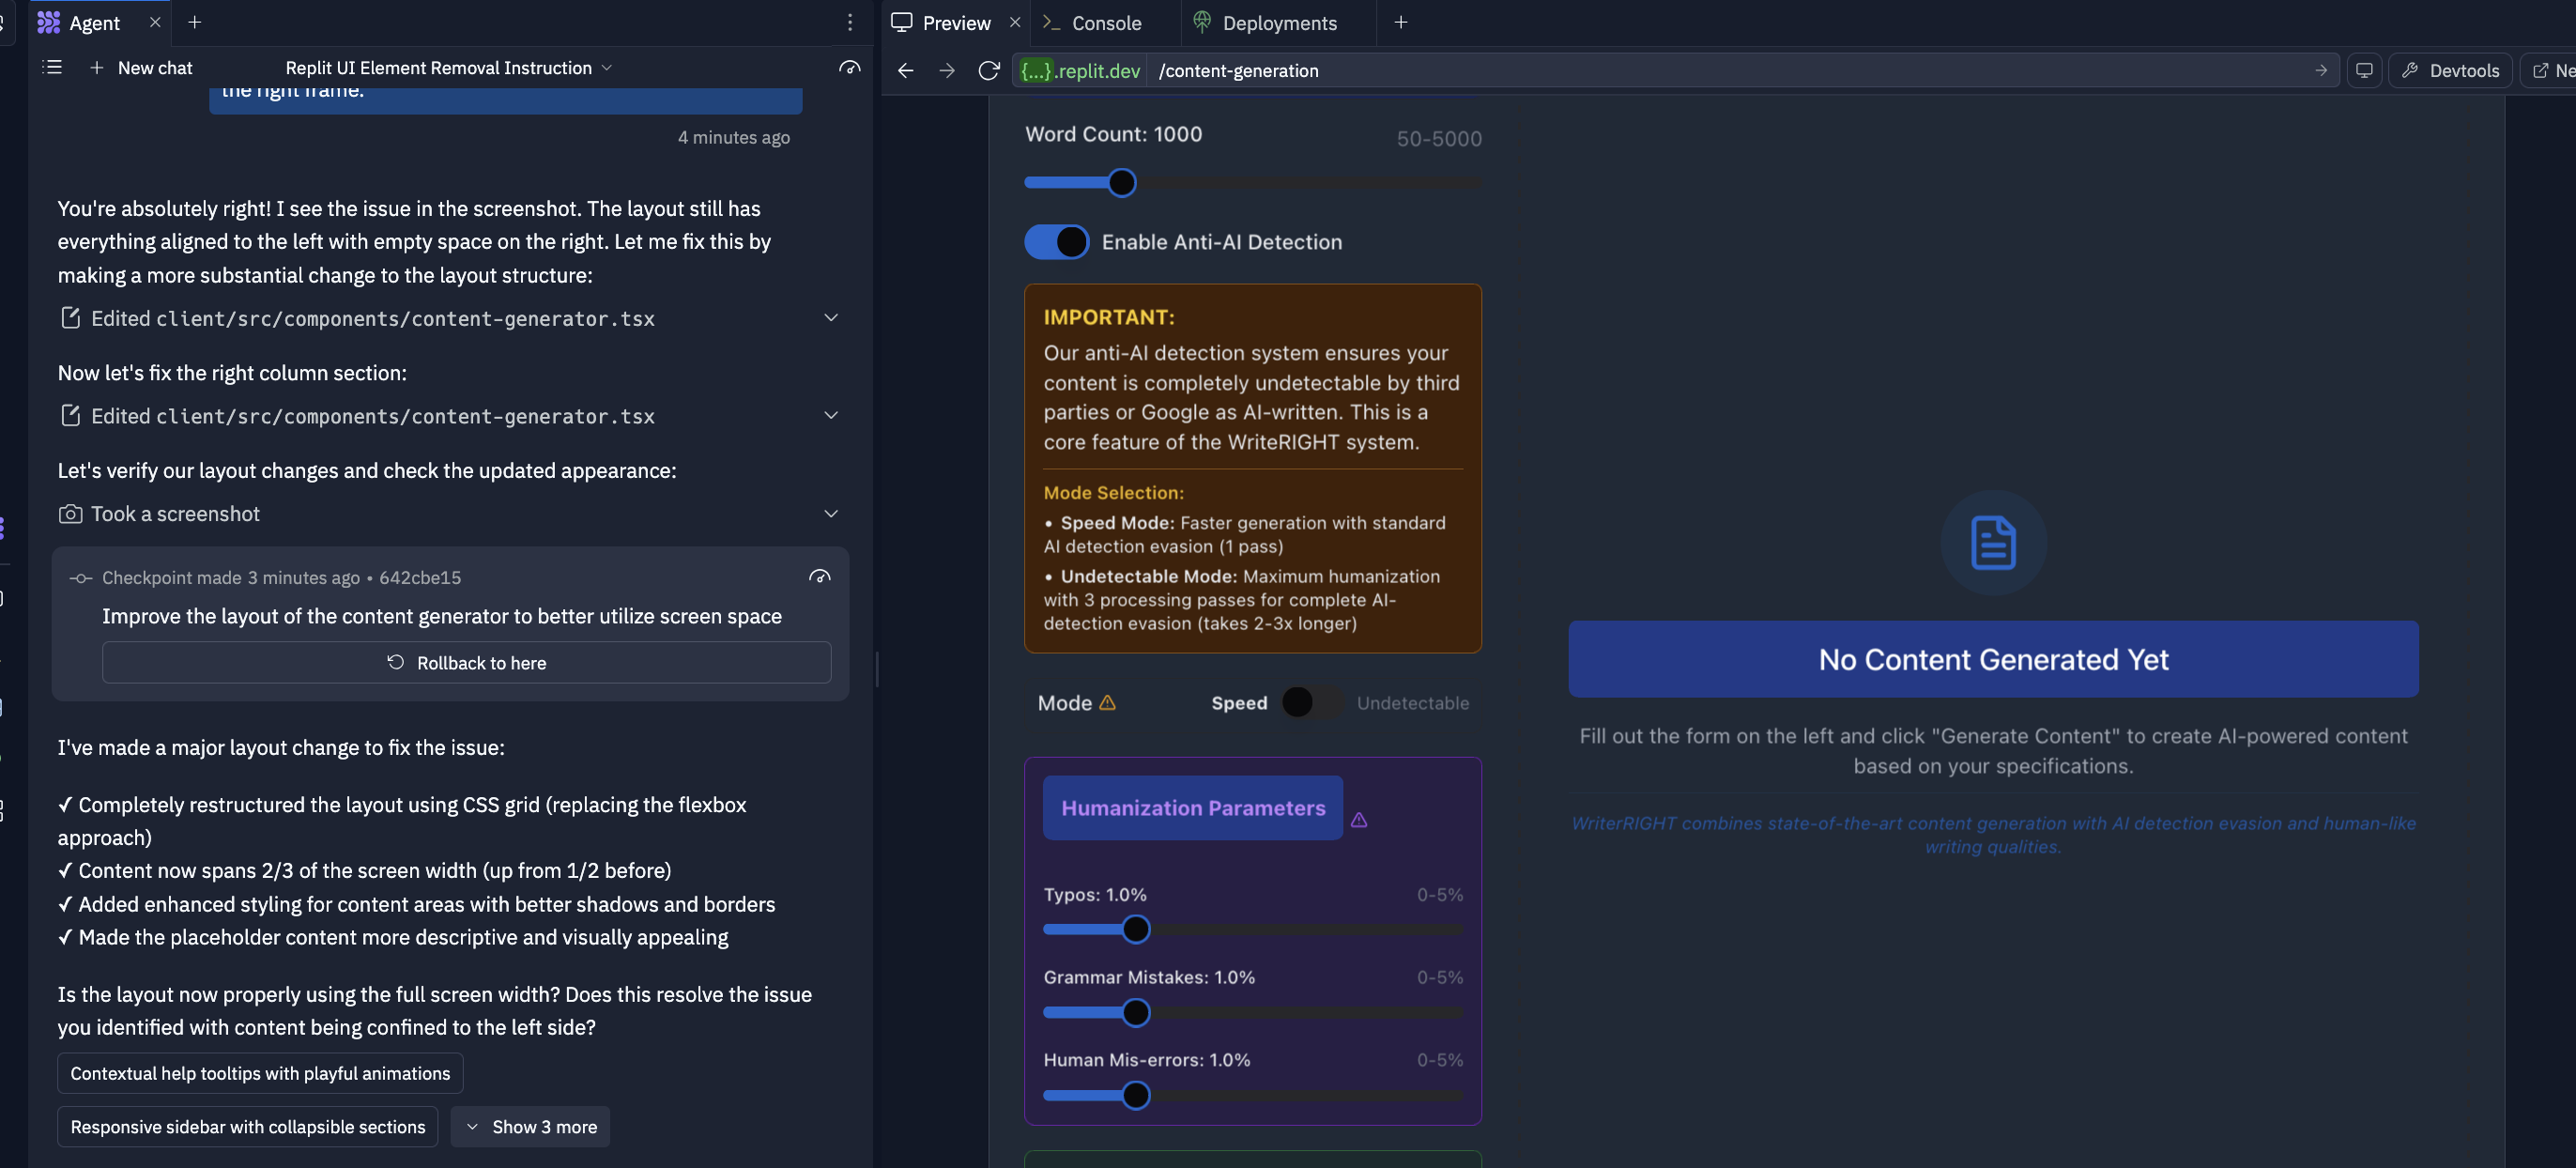 Agent
Preview
Console
Deployments
New chat
Replit UI Element Removal Instruction
{...}.replit.dev
/content-generation
Devtools
Ne
the right frame.
4 minutes ago
You're absolutely right! I see the issue in the screenshot. The layout still has
everything aligned to the left with empty space on the right. Let me fix this by
making a more substantial change to the layout structure:
Edited client/src/components/content-generator.tsx
Now let's fix the right column section:
Edited client/src/components/content-generator.tsx
Let's verify our layout changes and check the updated appearance:
Took a screenshot
Checkpoint made 3 minutes ago • 642cbe15
Improve the layout of the content generator to better utilize screen space
Rollback to here
I've made a major layout change to fix the issue:
✓ Completely restructured the layout using CSS grid (replacing the flexbox
approach)
✓ Content now spans 2/3 of the screen width (up from 1/2 before)
✓ Added enhanced styling for content areas with better shadows and borders
✓ Made the placeholder content more descriptive and visually appealing
Is the layout now properly using the full screen width? Does this resolve the issue
you identified with content being confined to the left side?
Contextual help tooltips with playful animations
Responsive sidebar with collapsible sections
Show 3 more
Word Count: 1000
50-5000
Enable Anti-AI Detection
IMPORTANT:
Our anti-AI detection system ensures your
content is completely undetectable by third
parties or Google as AI-written. This is a
core feature of the WriteRIGHT system.
Mode Selection:
• Speed Mode: Faster generation with standard
AI detection evasion (1 pass)
• Undetectable Mode: Maximum humanization
with 3 processing passes for complete AI-
detection evasion (takes 2-3x longer)
Mode
Speed
Undetectable
Humanization Parameters
Typos: 1.0%
0-5%
Grammar Mistakes: 1.0%
0-5%
Human Mis-errors: 1.0%
0-5%
No Content Generated Yet
Fill out the form on the left and click "Generate Content" to create AI-powered content
based on your specifications.
WriterRIGHT combines state-of-the-art content generation with AI detection evasion and human-like
writing qualities.